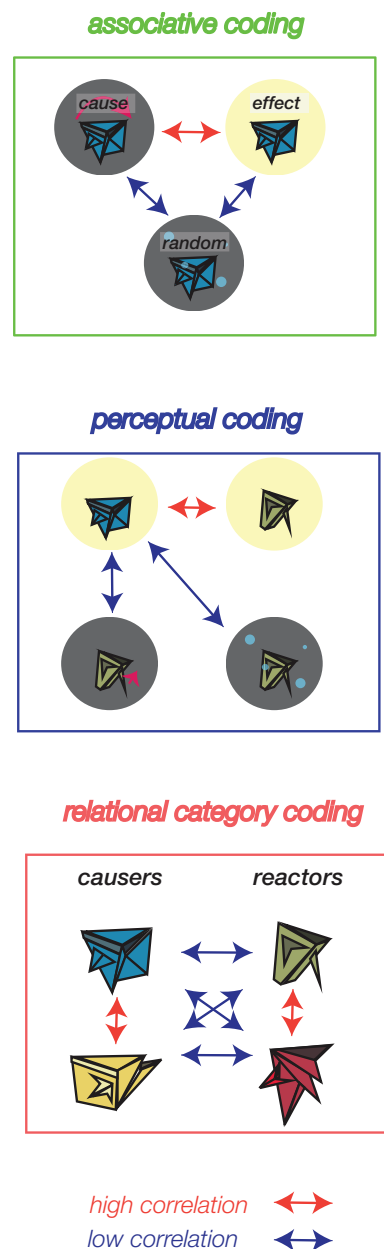 associative coding
cause
effect
random
perceptual coding
relational category coding
causers
reactors
high correlation
low correlation